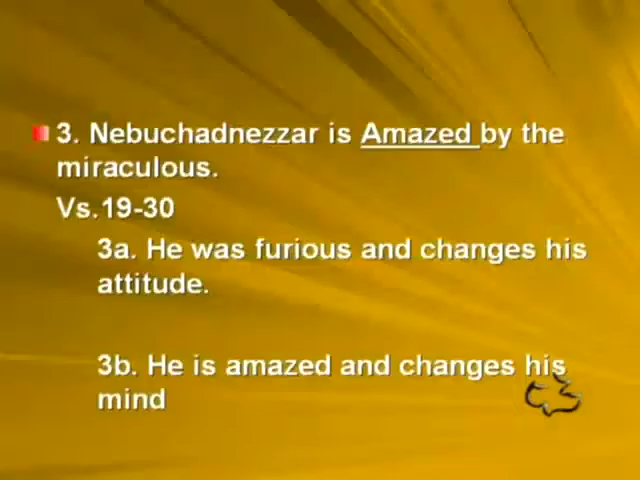 3. Nebuchadnezzar is Amazed by the
miraculous.
Vs.19-30
3a. He was furious and changes his
attitude.
3b. He is amazed and changes his
mind